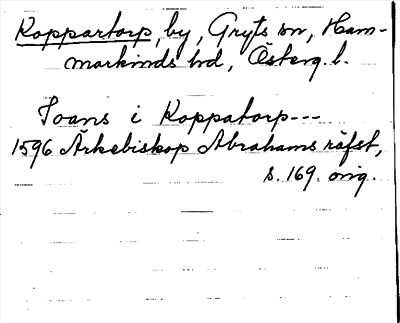 Koppartorp, by, Gryts sn, Ham-
markinds hd, Österg. l.
Joans i Koppatorp---
1596 Ärkebiskop Abrahams räfst,
s. 169. orig.